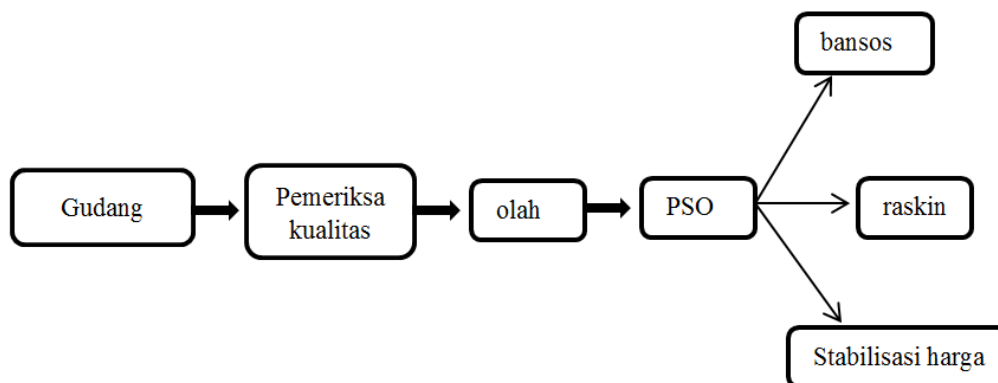 bansos
Gudang
Pemeriksa
kualitas
olah
PSO
raskin
Stabilisasi harga